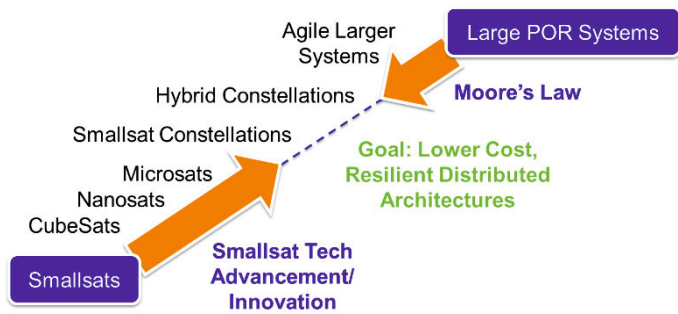 Agile Larger
Systems
Large POR Systems
Hybrid Constellations
Moore's Law
Smallsat Constellations
Goal: Lower Cost,
Resilient Distributed
Architectures
Microsats
Nanosats
CubeSats
Smallsat Tech
Advancement/
Innovation
Smallsats